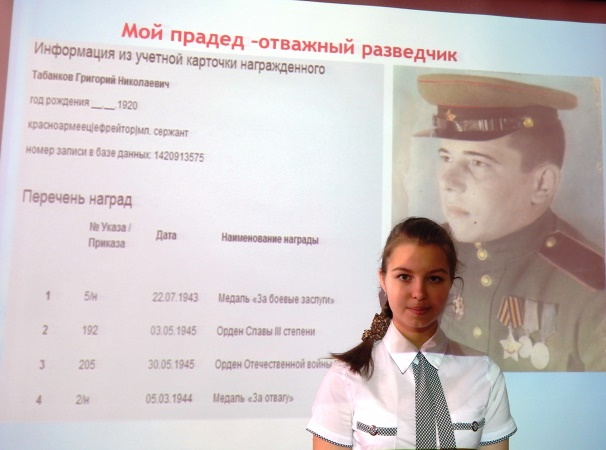 Мой прадед –отважный разведчик
Информация из учетной карточки награжденного
Табанков Григорий Николаевич
год рождения __.__.1920
красноармеец|ефрейтор|мл. сержант
номер записи в базе данных: 1420913575
Перечень наград
№ Указа / Приказа Дата Наименование награды
1 5/н 22.07.1943 Медаль «За боевые заслуги»
2 192 03.05.1945 Орден Славы III степени
3 205 30.05.1945 Орден Отечественной войны
4 2/н 05.03.1944 Медаль «За отвагу»